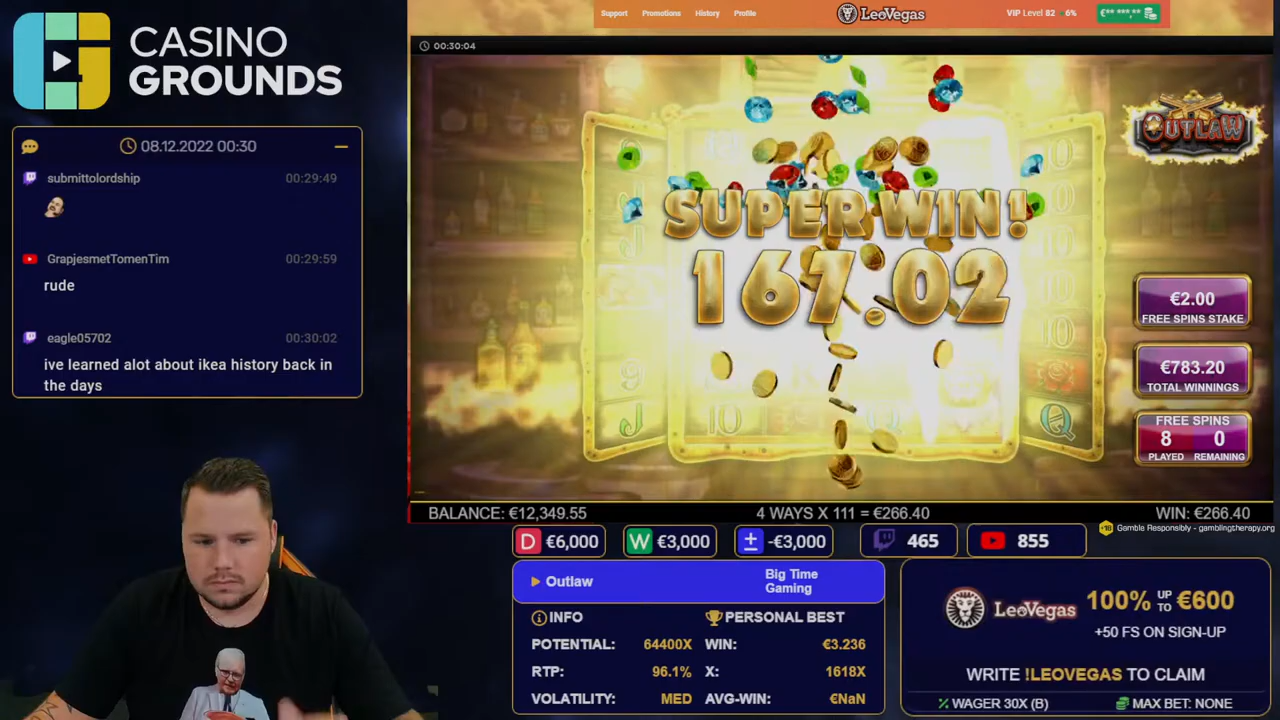 CASINO
GROUNDS
08.12.2022 00:30
submittolordship 00:29:49
GrapjesmetTomenTim 00:29:59
rude
eagle05702 00:30:02
ive learned alot about ikea history back in
the days
Support Promotions History Profile
LeoVegas
VIP Level 82 6%
€** ***,**
00:30:04
OUTLAW
SUPER WIN!
167.02
€2.00
FREE SPINS STAKE
€783.20
TOTAL WINNINGS
FREE SPINS
8 0
PLAYED REMAINING
J
10
9
J
10
Q
10
Q
BALANCE: €12,349.55 4 WAYS X 111 = €266.40 WIN: €266.40
+18 Gamble Responsibly - gamblingtherapy.org
D €6,000 W €3,000 ± -€3,000 465 855
Outlaw
Big Time
Gaming
INFO
POTENTIAL: 64400X
RTP: 96.1%
VOLATILITY: MED
PERSONAL BEST
WIN: €3.236
X: 1618X
AVG-WIN: €NaN
LeoVegas
100% UP TO €600
+50 FS ON SIGN-UP
WRITE !LEOVEGAS TO CLAIM
WAGER 30X (B) MAX BET: NONE